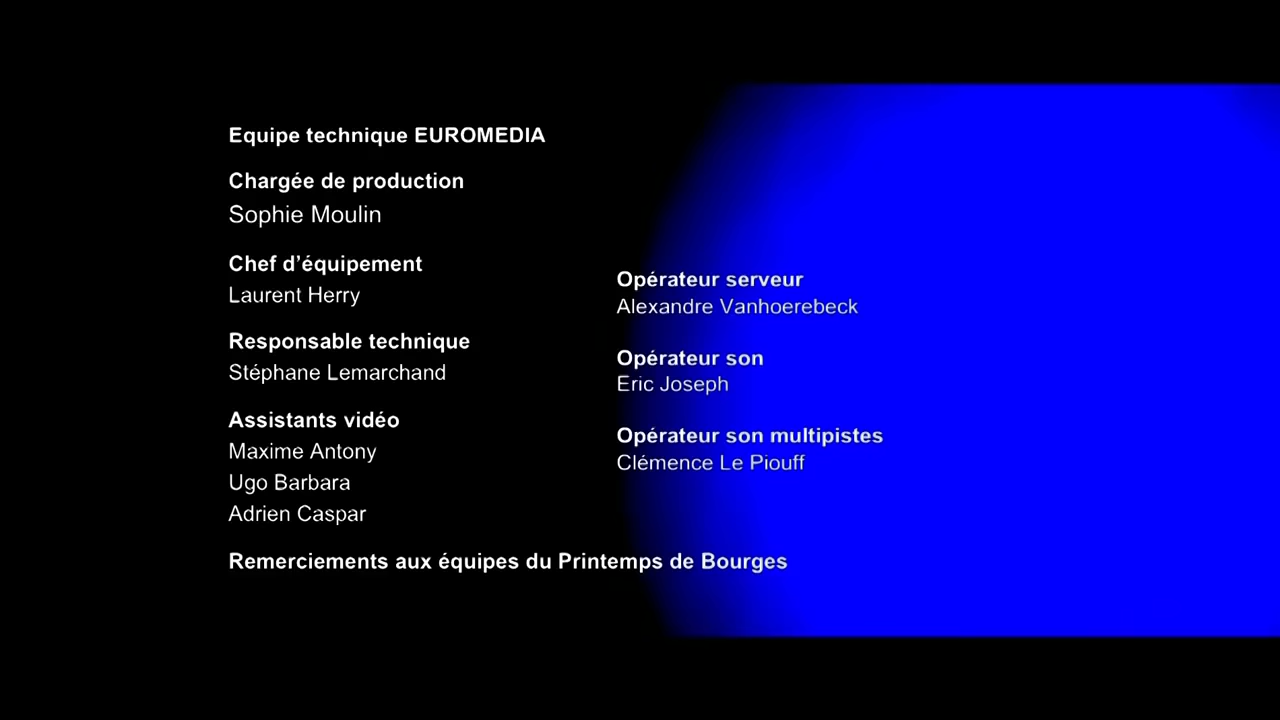 Equipe technique EUROMEDIA
Chargée de production
Sophie Moulin
Chef d’équipement
Laurent Herry
Responsable technique
Stéphane Lemarchand
Assistants vidéo
Maxime Antony
Ugo Barbara
Adrien Caspar
Opérateur serveur
Alexandre Vanhoerebeck
Opérateur son
Eric Joseph
Opérateur son multipistes
Clémence Le Piouff
Remerciements aux équipes du Printemps de Bourges